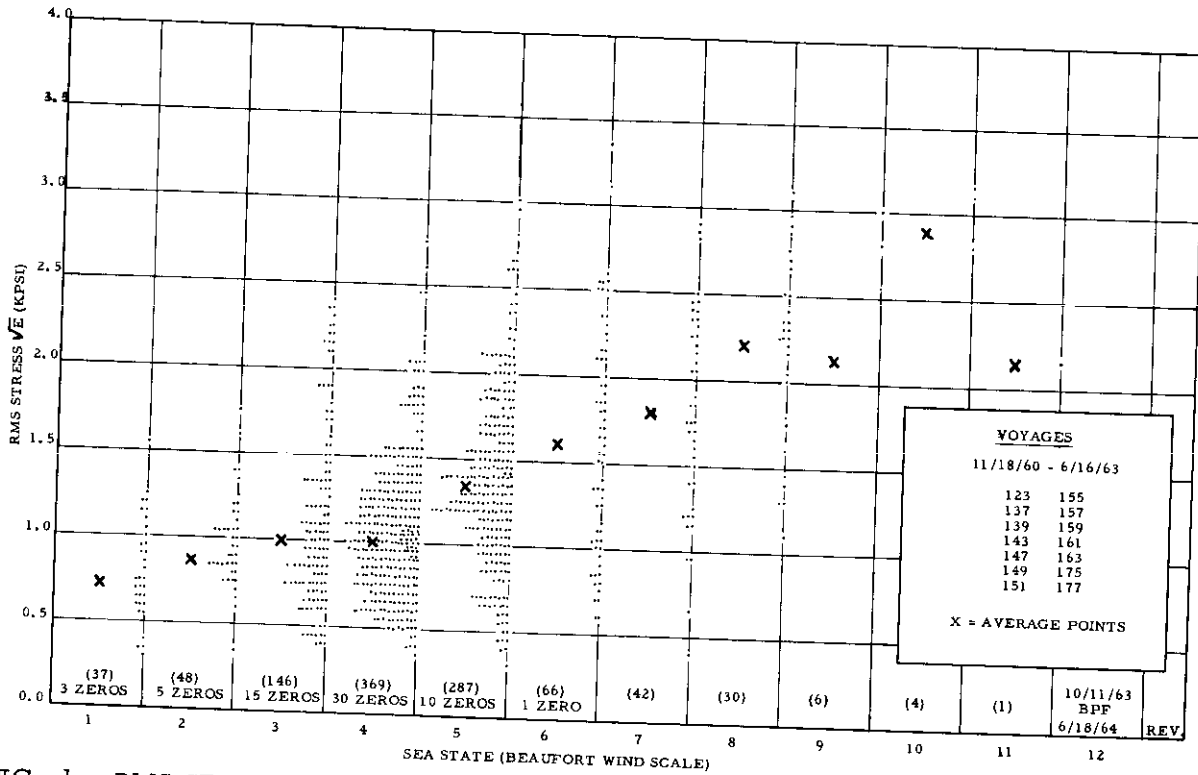 4.0
3.5
3.0
2.5
2.0
1.5
1.0
0.5
0.0
RMS STRESS √E (KPSI)
X X X X X X X X X X X
VOYAGES
11/18/60 - 6/16/63
123 155
137 157
139 159
143 161
147 163
149 175
151 177
X = AVERAGE POINTS
(37) (48) (146) (369) (287) (66) (42) (30) (6) (4) (1)
3 ZEROS 5 ZEROS 15 ZEROS 30 ZEROS 10 ZEROS 1 ZERO
10/11/63
BPF
6/18/64 REV.
1 2 3 4 5 6 7 8 9 10 11 12
SEA STATE (BEAUFORT WIND SCALE)